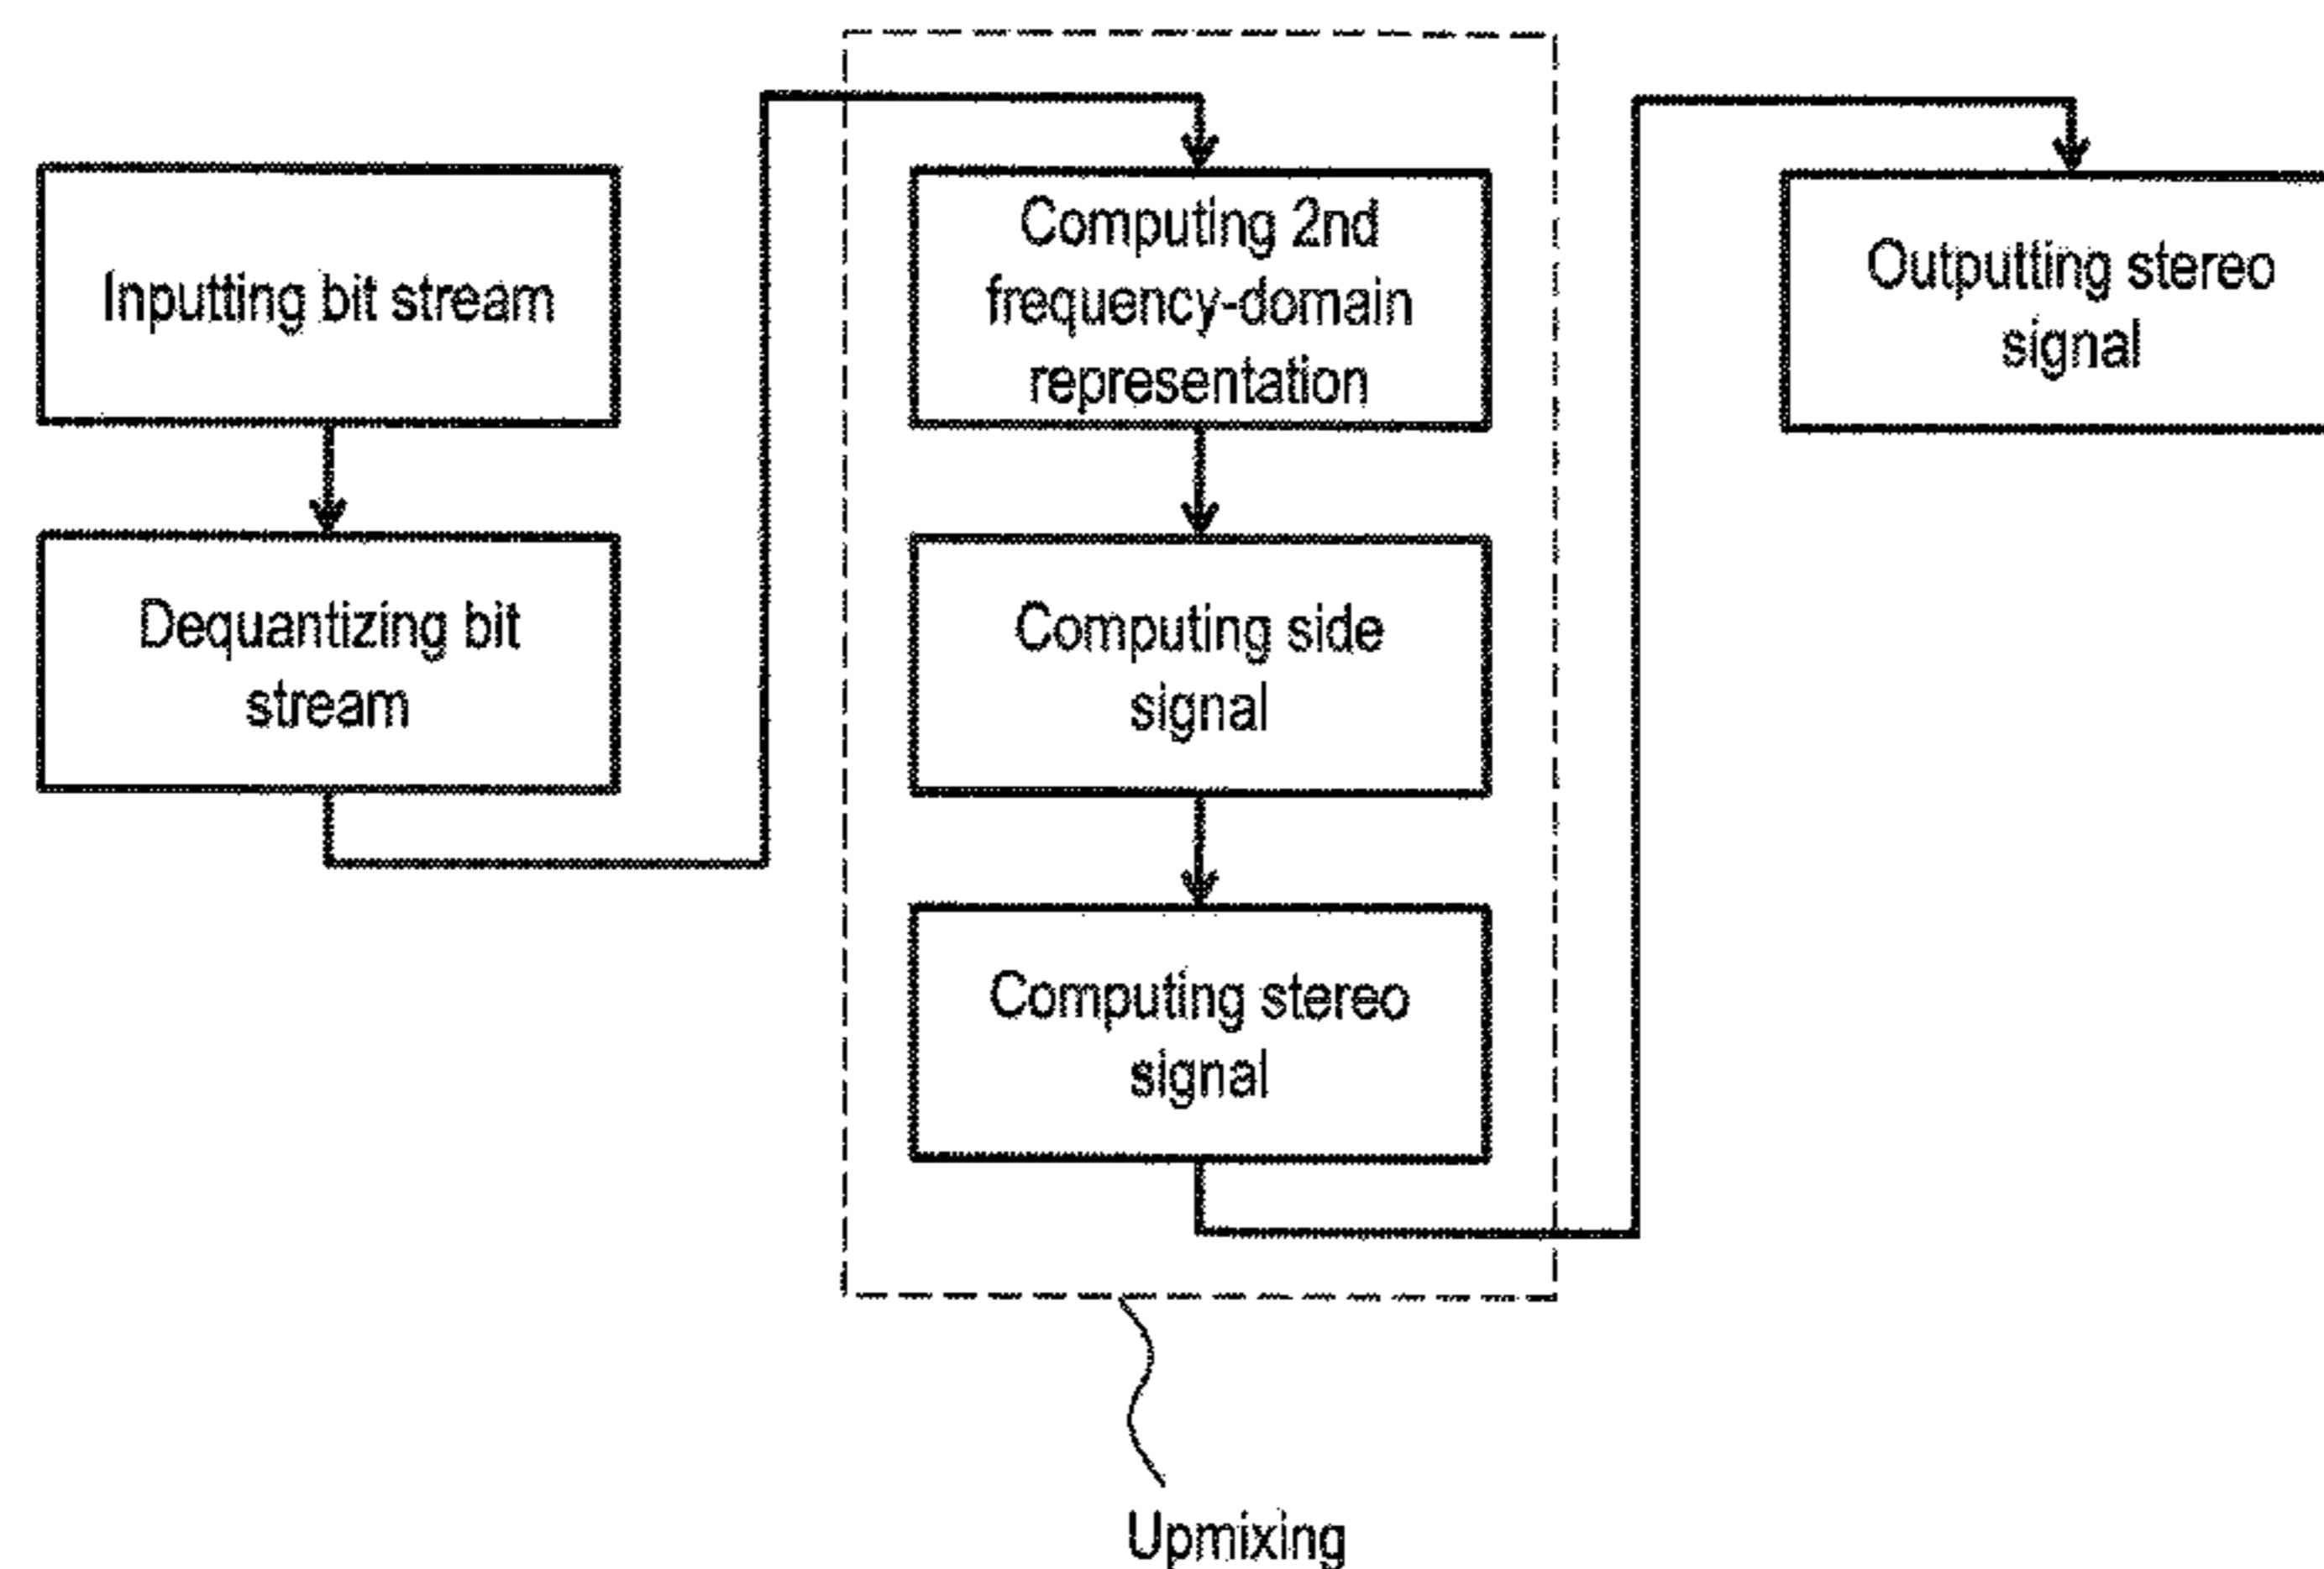 Inputting bit stream
Dequantizing bit
stream
Computing 2nd
frequency-domain
representation
Computing side
signal
Computing stereo
signal
Outputting stereo
signal
Upmixing